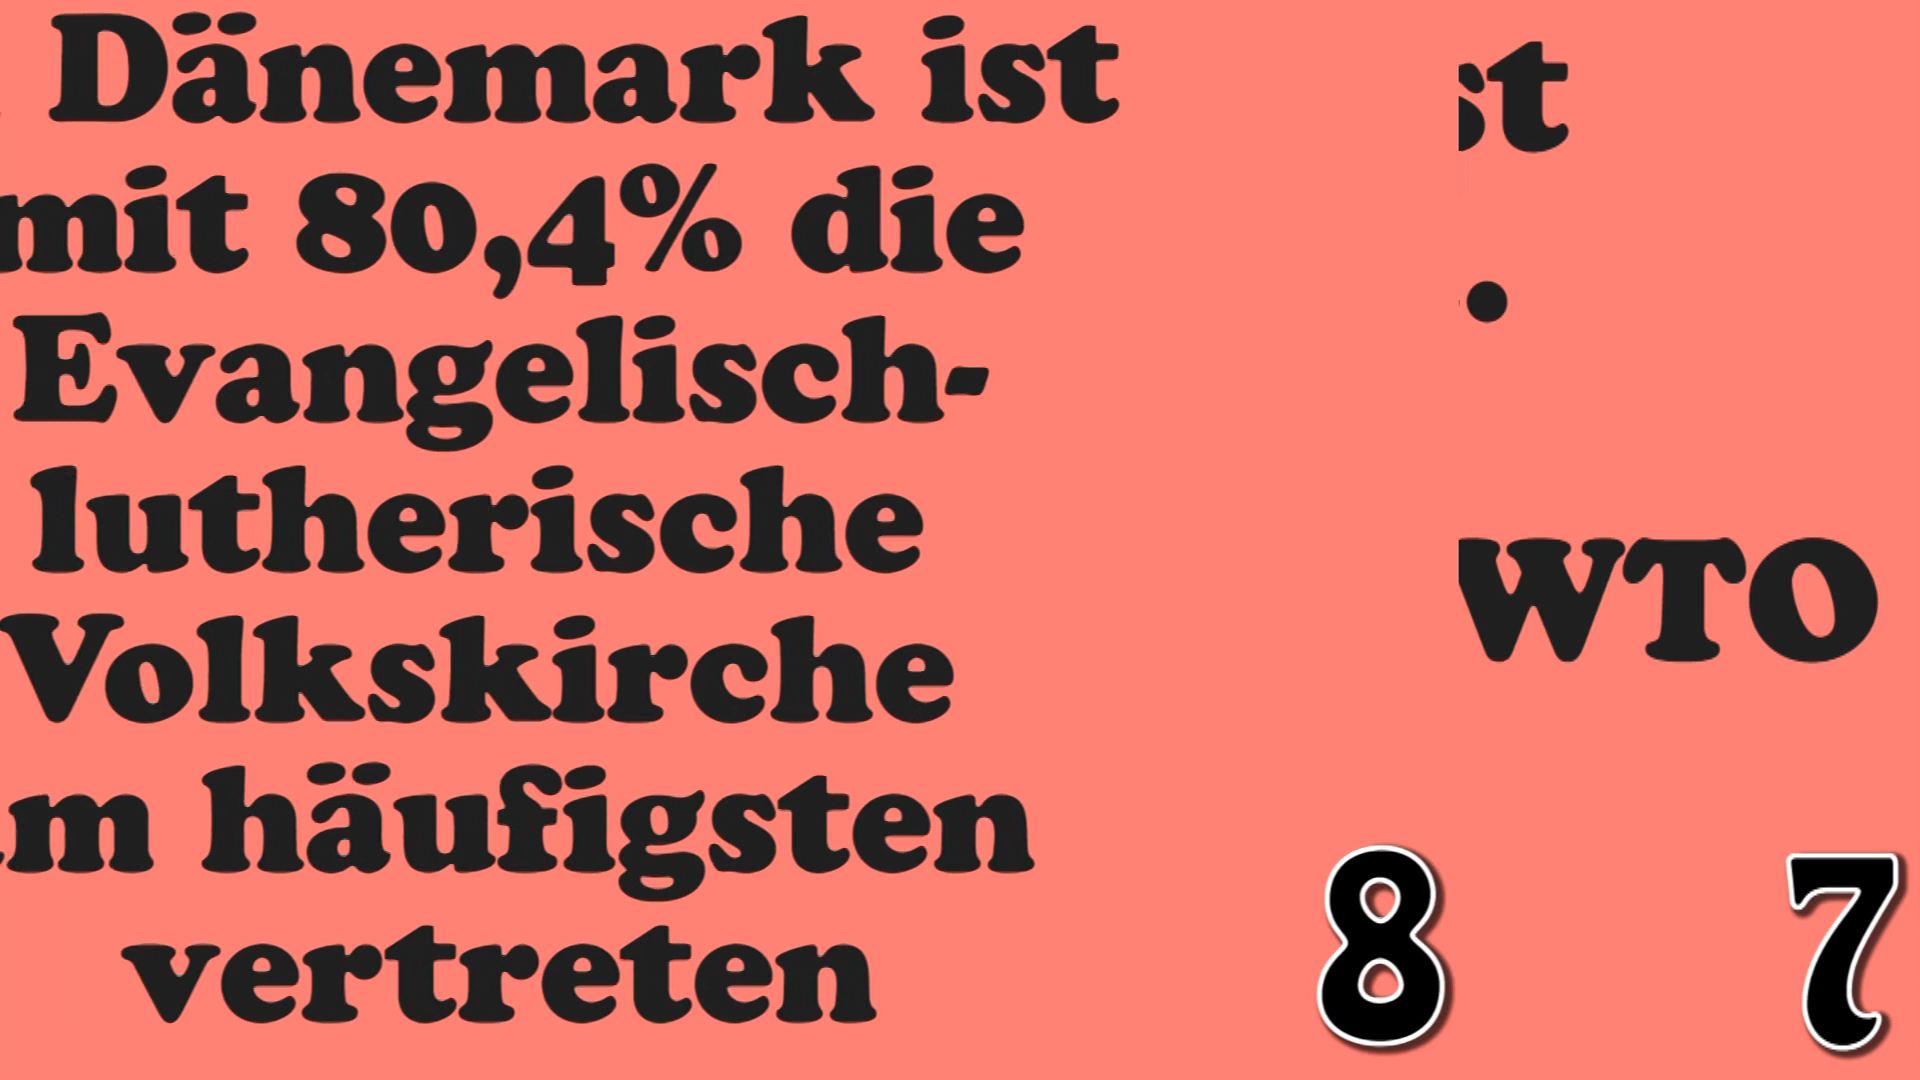 Dänemark ist
mit 80,4% die
Evangelisch-
lutherische
Volkskirche
häufigsten
vertreten
8
WTO
7